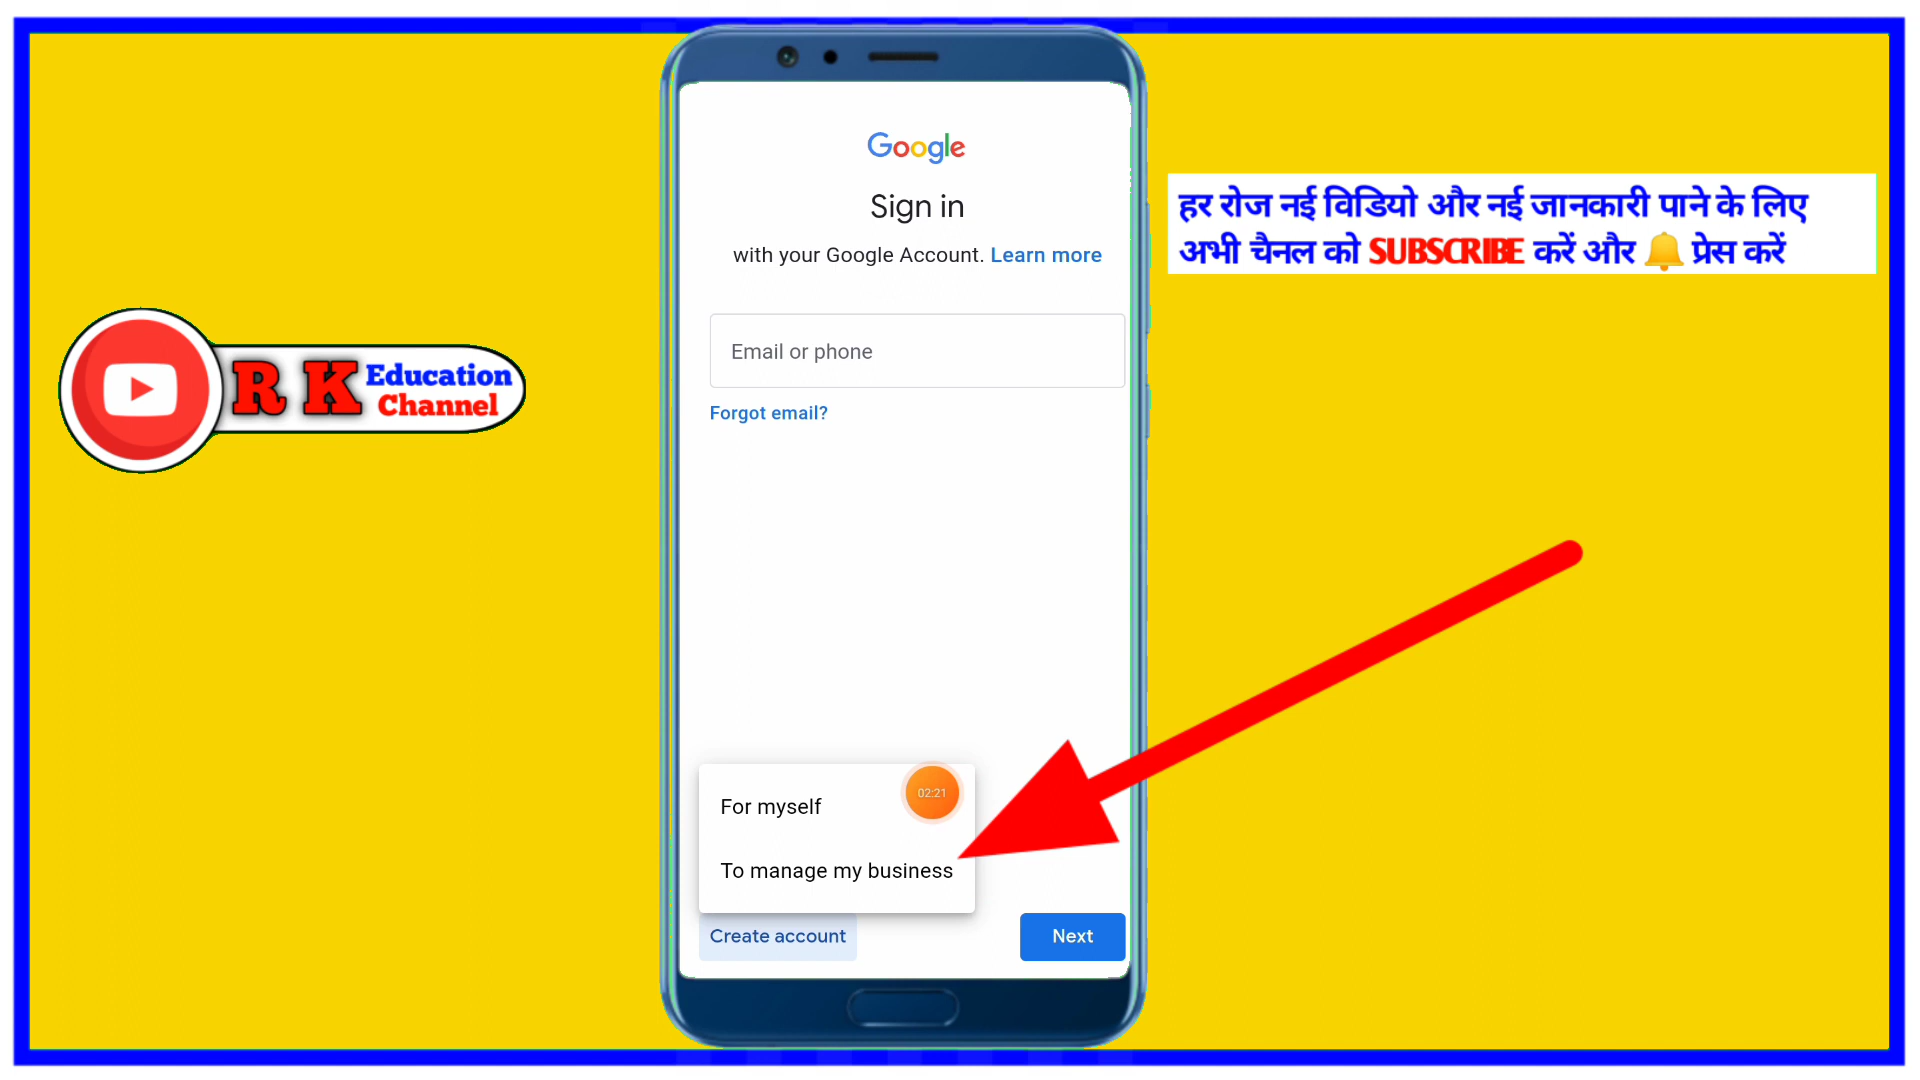 Google
Sign in
with your Google Account. Learn more
Email or phone
Forgot email?
For myself
02:21
To manage my business
Create account
Next
R K Education
Channel
हर रोज नई विडियो और नई जानकारी पाने के लिए
अभी चैनल को SUBSCRIBE करें और 🔔 प्रेस करें